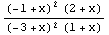 (-1+x)² (2+x)
(-3+x)² (1+x)